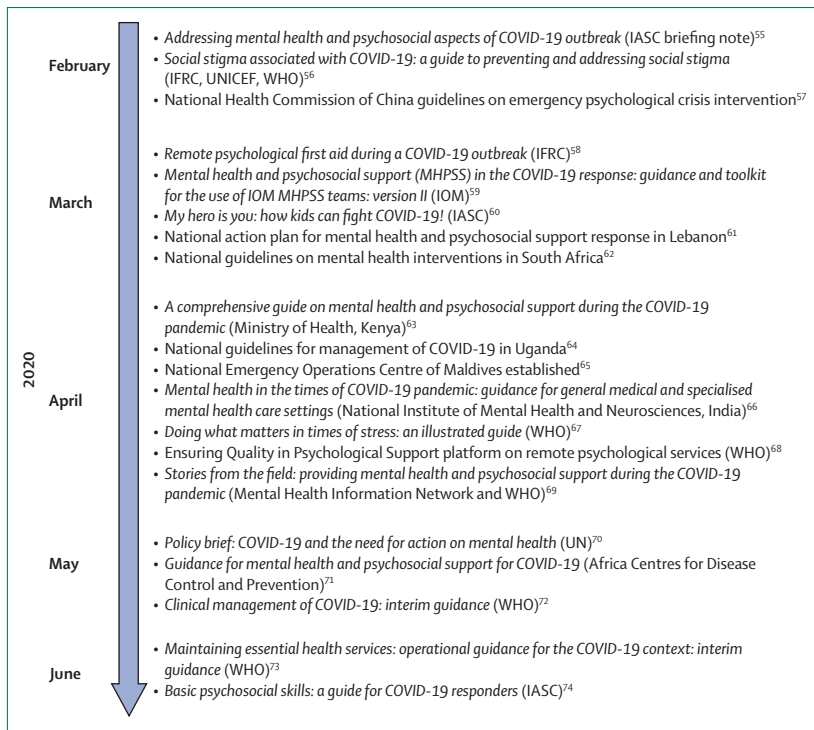 February
• Addressing mental health and psychosocial aspects of COVID-19 outbreak (IASC briefing note)⁵⁵
• Social stigma associated with COVID-19: a guide to preventing and addressing social stigma
(IFRC, UNICEF, WHO)⁵⁶
• National Health Commission of China guidelines on emergency psychological crisis intervention⁵⁷
March
• Remote psychological first aid during a COVID-19 outbreak (IFRC)⁵⁸
• Mental health and psychosocial support (MHPSS) in the COVID-19 response: guidance and toolkit
for the use of IOM MHPSS teams: version II (IOM)⁵⁹
• My hero is you: how kids can fight COVID-19! (IASC)⁶⁰
• National action plan for mental health and psychosocial support response in Lebanon⁶¹
• National guidelines on mental health interventions in South Africa⁶²
2020
April
• A comprehensive guide on mental health and psychosocial support during the COVID-19
pandemic (Ministry of Health, Kenya)⁶³
• National guidelines for management of COVID-19 in Uganda⁶⁴
• National Emergency Operations Centre of Maldives established⁶⁵
• Mental health in the times of COVID-19 pandemic: guidance for general medical and specialised
mental health care settings (National Institute of Mental Health and Neurosciences, India)⁶⁶
• Doing what matters in times of stress: an illustrated guide (WHO)⁶⁷
• Ensuring Quality in Psychological Support platform on remote psychological services (WHO)⁶⁸
• Stories from the field: providing mental health and psychosocial support during the COVID-19
pandemic (Mental Health Information Network and WHO)⁶⁹
May
• Policy brief: COVID-19 and the need for action on mental health (UN)⁷⁰
• Guidance for mental health and psychosocial support for COVID-19 (Africa Centres for Disease
Control and Prevention)⁷¹
• Clinical management of COVID-19: interim guidance (WHO)⁷²
June
• Maintaining essential health services: operational guidance for the COVID-19 context: interim
guidance (WHO)⁷³
• Basic psychosocial skills: a guide for COVID-19 responders (IASC)⁷⁴